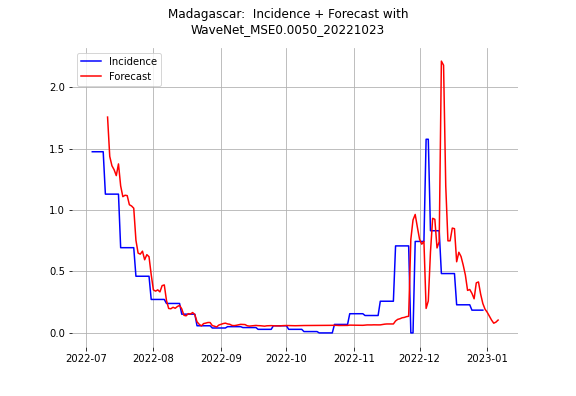 Madagascar:  Incidence + Forecast with
WaveNet_MSE0.0050_20221023
Incidence
Forecast
2.0
1.5
1.0
0.5
0.0
2022-07 2022-08 2022-09 2022-10 2022-11 2022-12 2023-01